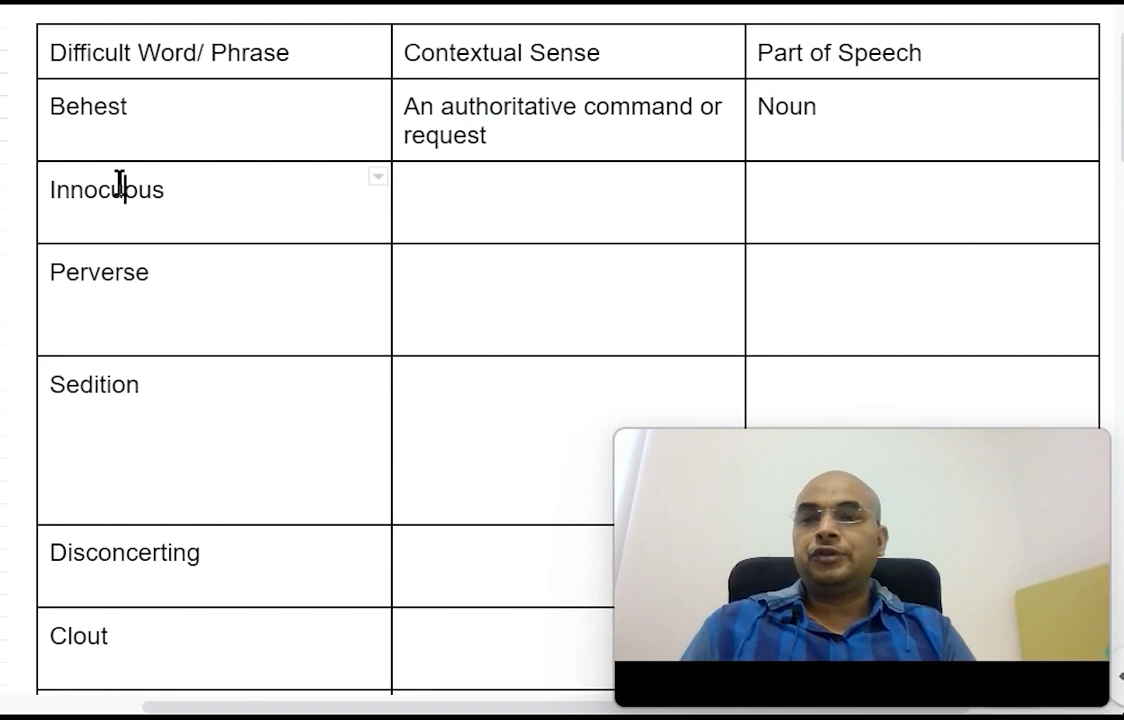 Difficult Word/ Phrase
Contextual Sense
Part of Speech
Behest
An authoritative command or
request
Noun
Innocuous
Perverse
Sedition
Disconcerting
Clout